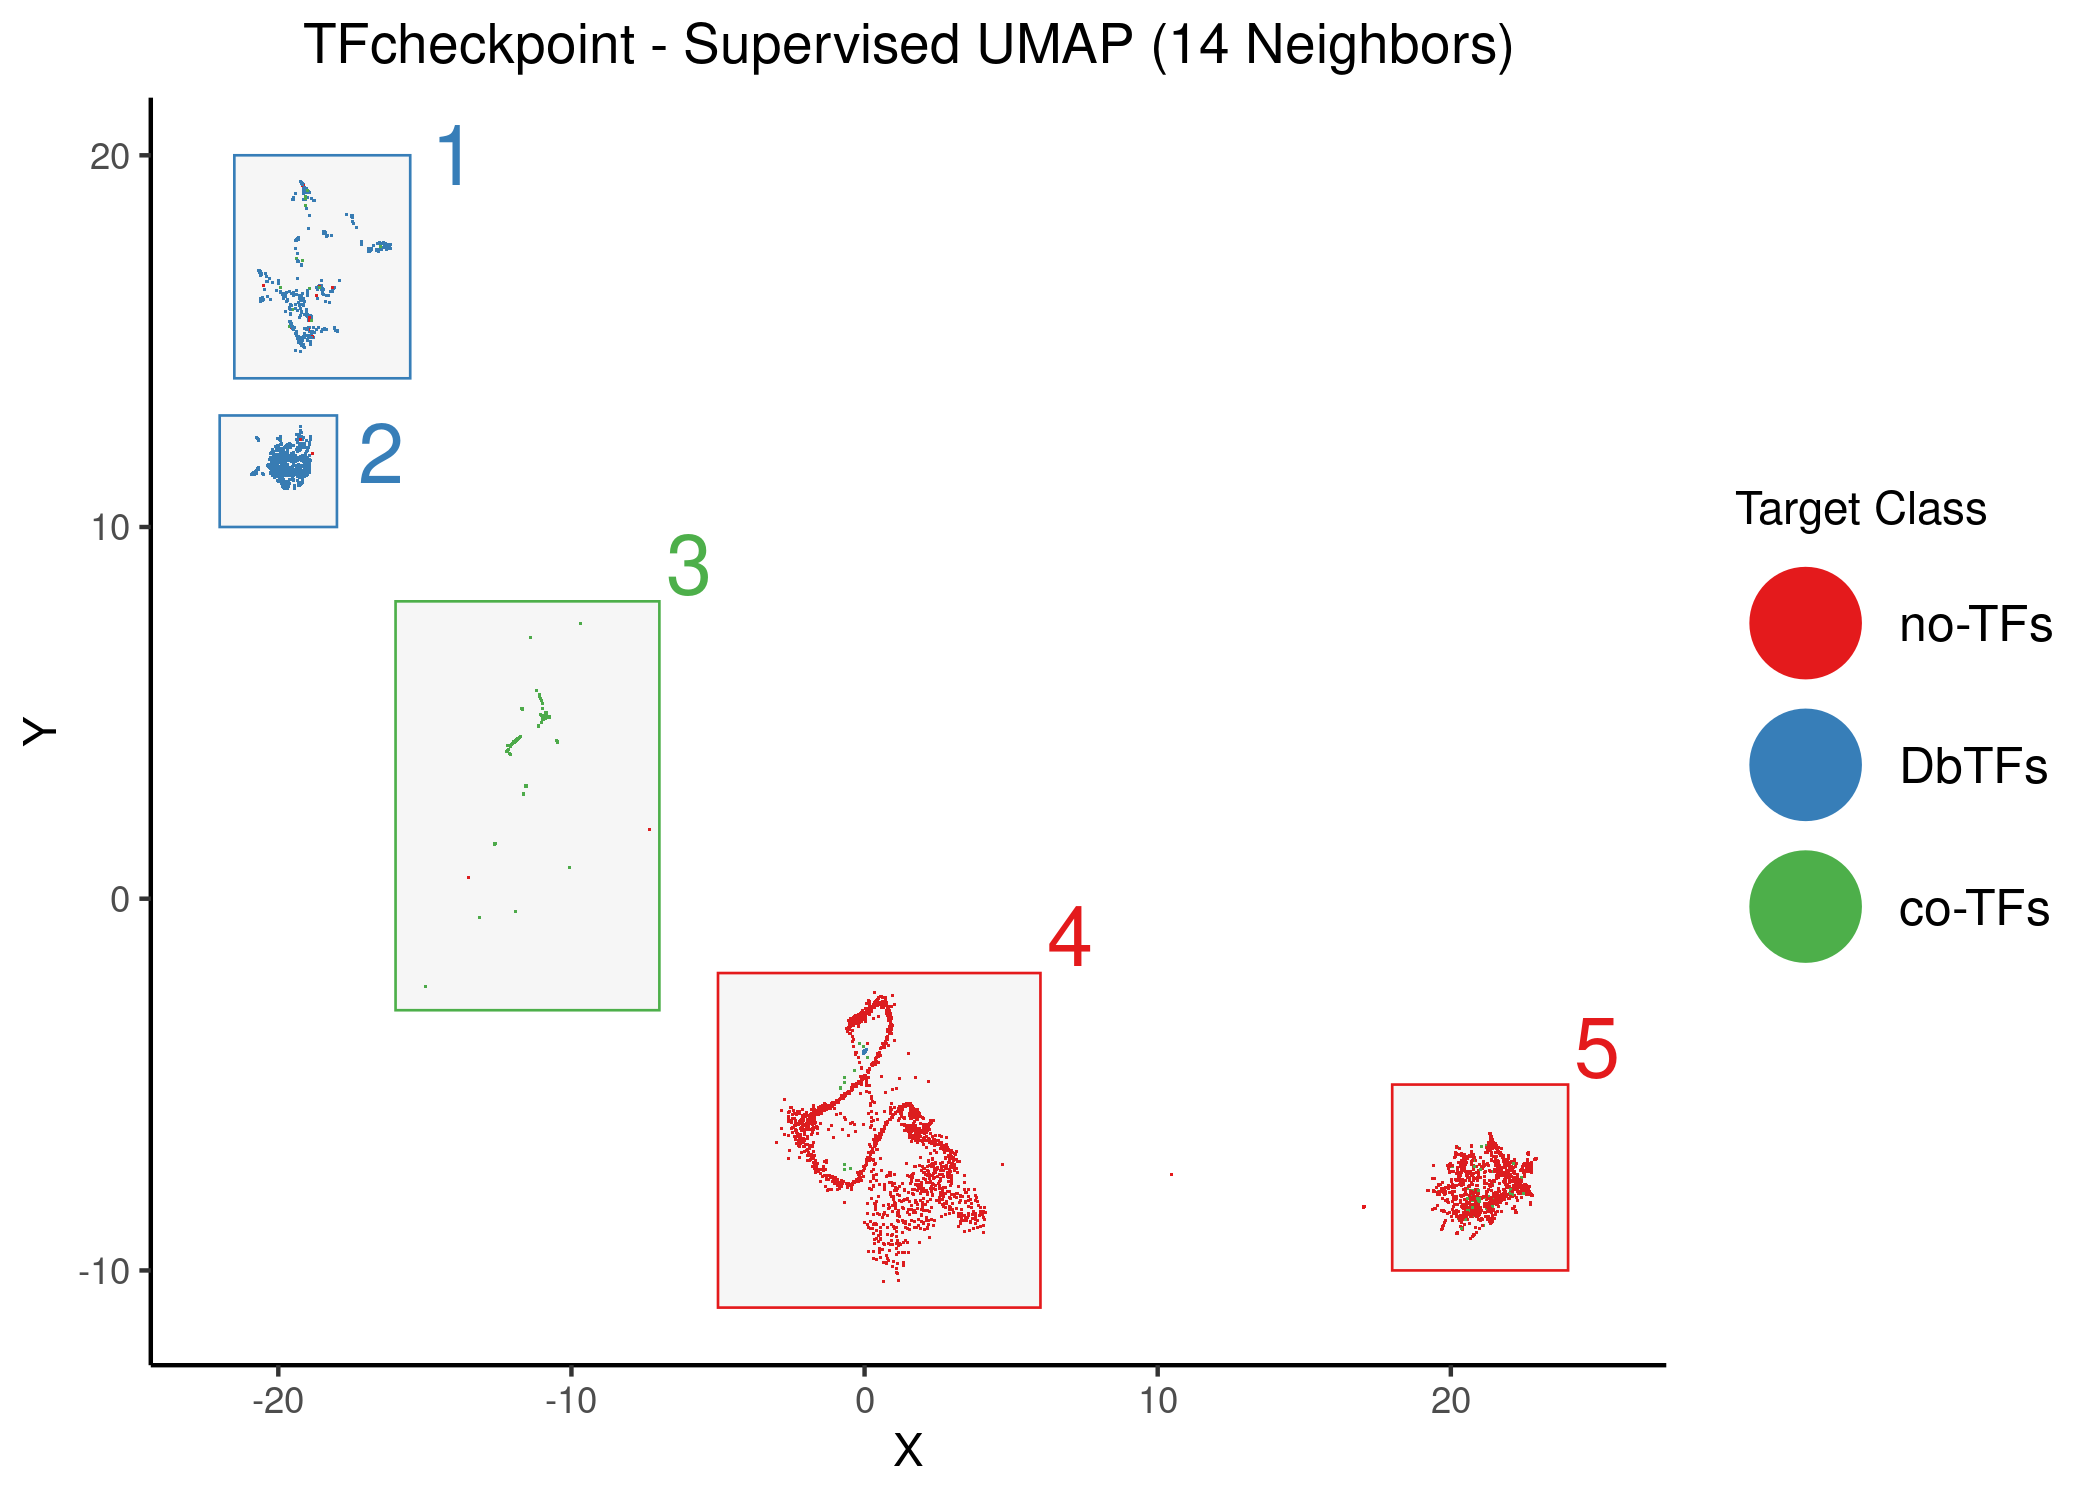 TFcheckpoint - Supervised UMAP (14 Neighbors)
20
10
0
-10
Y
1
2
3
4
5
-20
-10
0
10
20
X
Target Class
no-TFs
DbTFs
co-TFs